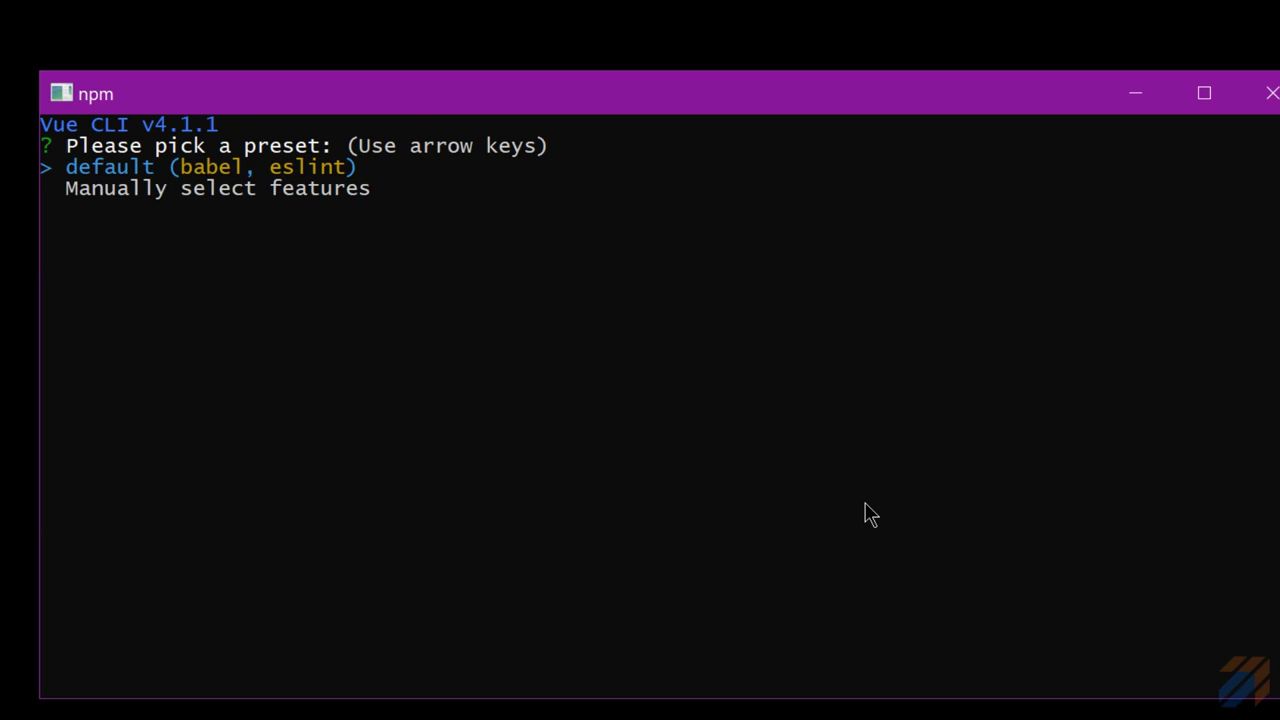 npm
Vue CLI v4.1.1
? Please pick a preset: (Use arrow keys)
> default (babel, eslint)
Manually select features